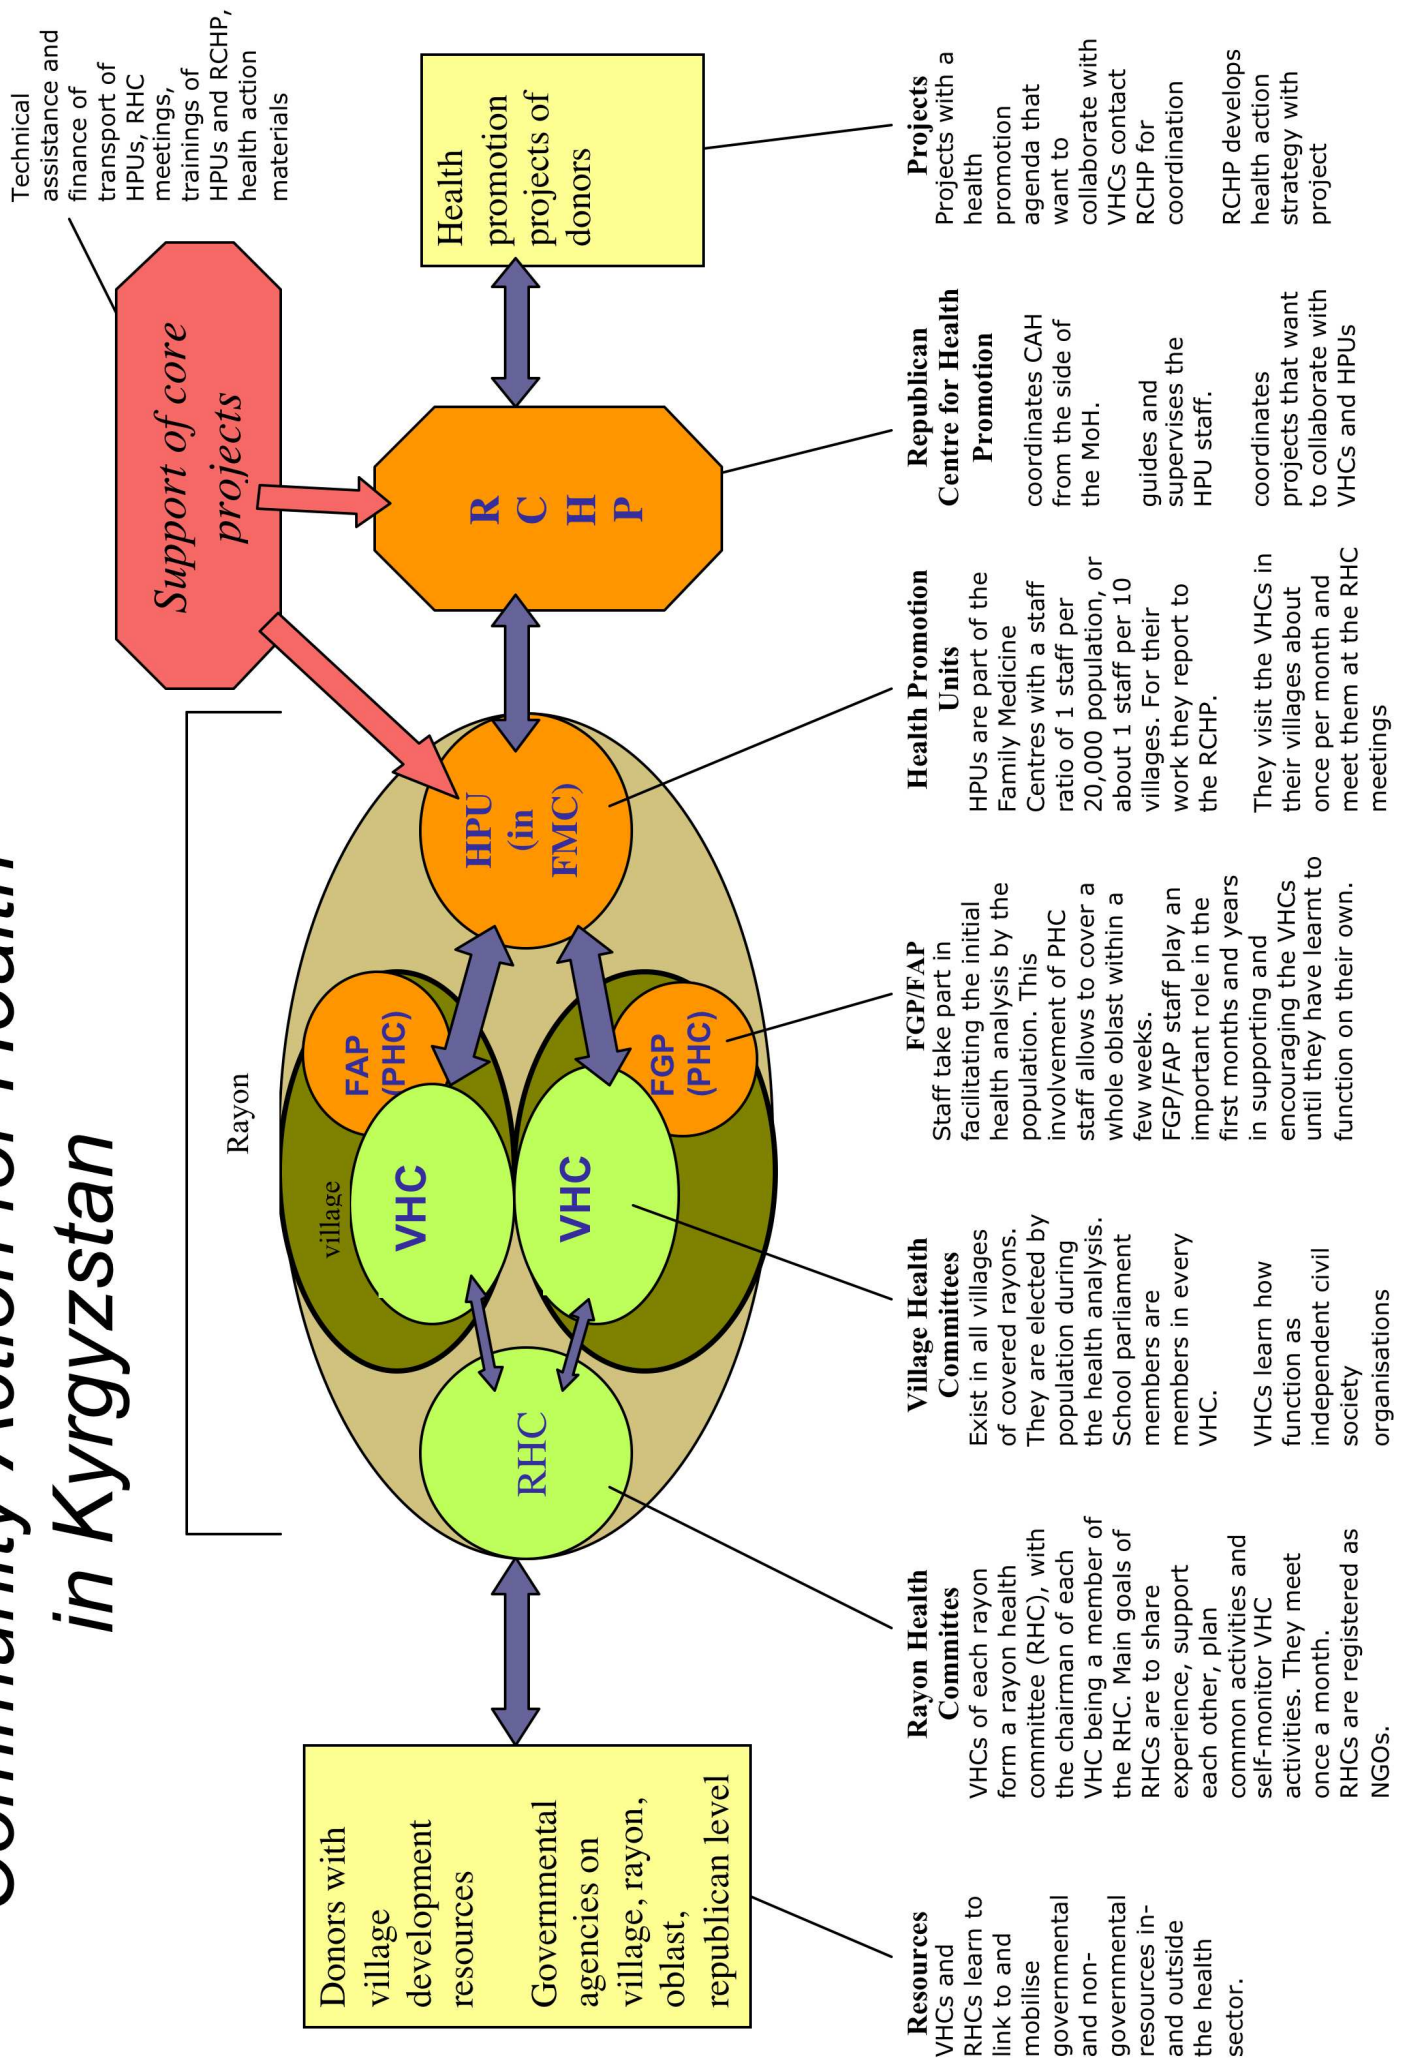 Community Action for Health
in Kyrgyzstan
Technical
assistance and
finance of
transport of
HPUs, RHC
meetings,
trainings of
HPUs and RCHP,
health action
materials
Support of core
projects
Rayon
Donors with
village
development
resources
Governmental
agencies on
village, rayon,
oblast,
republican level
RHC
village
VHC
FAP
(PHC)
VHC
FGP
(PHC)
HPU
(in
FMC)
R
C
H
P
Health
promotion
projects of
donors
Resources
VHCs and
RHCs learn to
link to and
mobilise
governmental
and non-
governmental
resources in-
and outside
the health
sector.
Rayon Health
Committes
VHCs of each rayon
form a rayon health
committee (RHC), with
the chairman of each
VHC being a member of
the RHC. Main goals of
RHCs are to share
experience, support
each other, plan
common activities and
self-monitor VHC
activities. They meet
once a month.
RHCs are registered as
NGOs.
Village Health
Committees
Exist in all villages
of covered rayons.
They are elected by
population during
the health analysis.
School parliament
members are
members in every
VHC.
VHCs learn how
function as
independent civil
society
organisations
FGP/FAP
Staff take part in
facilitating the initial
health analysis by the
population. This
involvement of PHC
staff allows to cover a
whole oblast within a
few weeks.
FGP/FAP staff play an
important role in the
first months and years
in supporting and
encouraging the VHCs
until they have learnt to
function on their own.
Health Promotion
Units
HPUs are part of the
Family Medicine
Centres with a staff
ratio of 1 staff per
20,000 population, or
about 1 staff per 10
villages. For their
work they report to
the RCHP.
They visit the VHCs in
their villages about
once per month and
meet them at the RHC
meetings
Republican
Centre for Health
Promotion
coordinates CAH
from the side of
the MoH.
guides and
supervises the
HPU staff.
coordinates
projects that want
to collaborate with
VHCs and HPUs
Projects
Projects with a
health
promotion
agenda that
want to
collaborate with
VHCs contact
RCHP for
coordination
RCHP develops
health action
strategy with
project